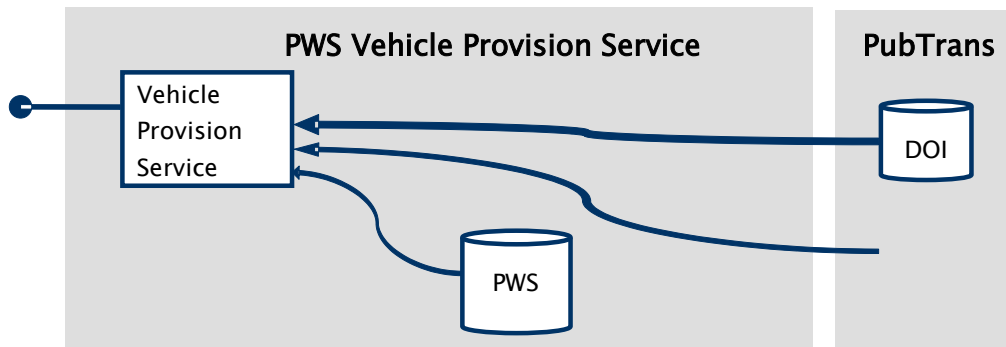 PWS Vehicle Provision Service
PubTrans
Vehicle
Provision
Service
DOI
PWS